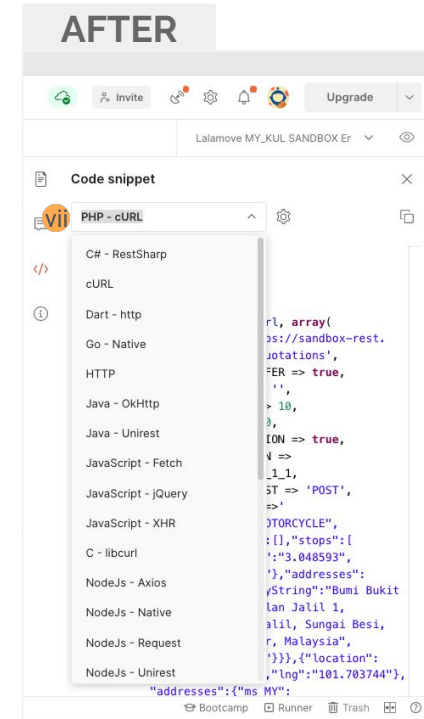 AFTER
Invite
Upgrade
Lalamove MY_KUL SANDBOX Er
Code snippet
vii
PHP - cURL
C# - RestSharp
cURL
Dart - http
rl, array(
ps://sandbox-rest.
Go - Native
uotations',
HTTP
FER => true,
'',
Java - OkHttp
> 10,
0,
Java - Unirest
ION => true,
N =>
JavaScript - Fetch
_1_1,
ST => 'POST',
JavaScript - jQuery
=>'
OTORCYCLE",
JavaScript - XHR
:[],"stops":[
":"3.048593",
C - libcurl
"},"addresses":
NodeJs - Axios
yString":"Bumi Bukit
lan Jalil 1,
NodeJs - Native
alil, Sungai Besi,
r, Malaysia",
NodeJs - Request
"}}},{"location":
NodeJs - Unirest
,"lng":"101.703744"},
"addresses":{"ms MY":
Bootcamp Runner Trash